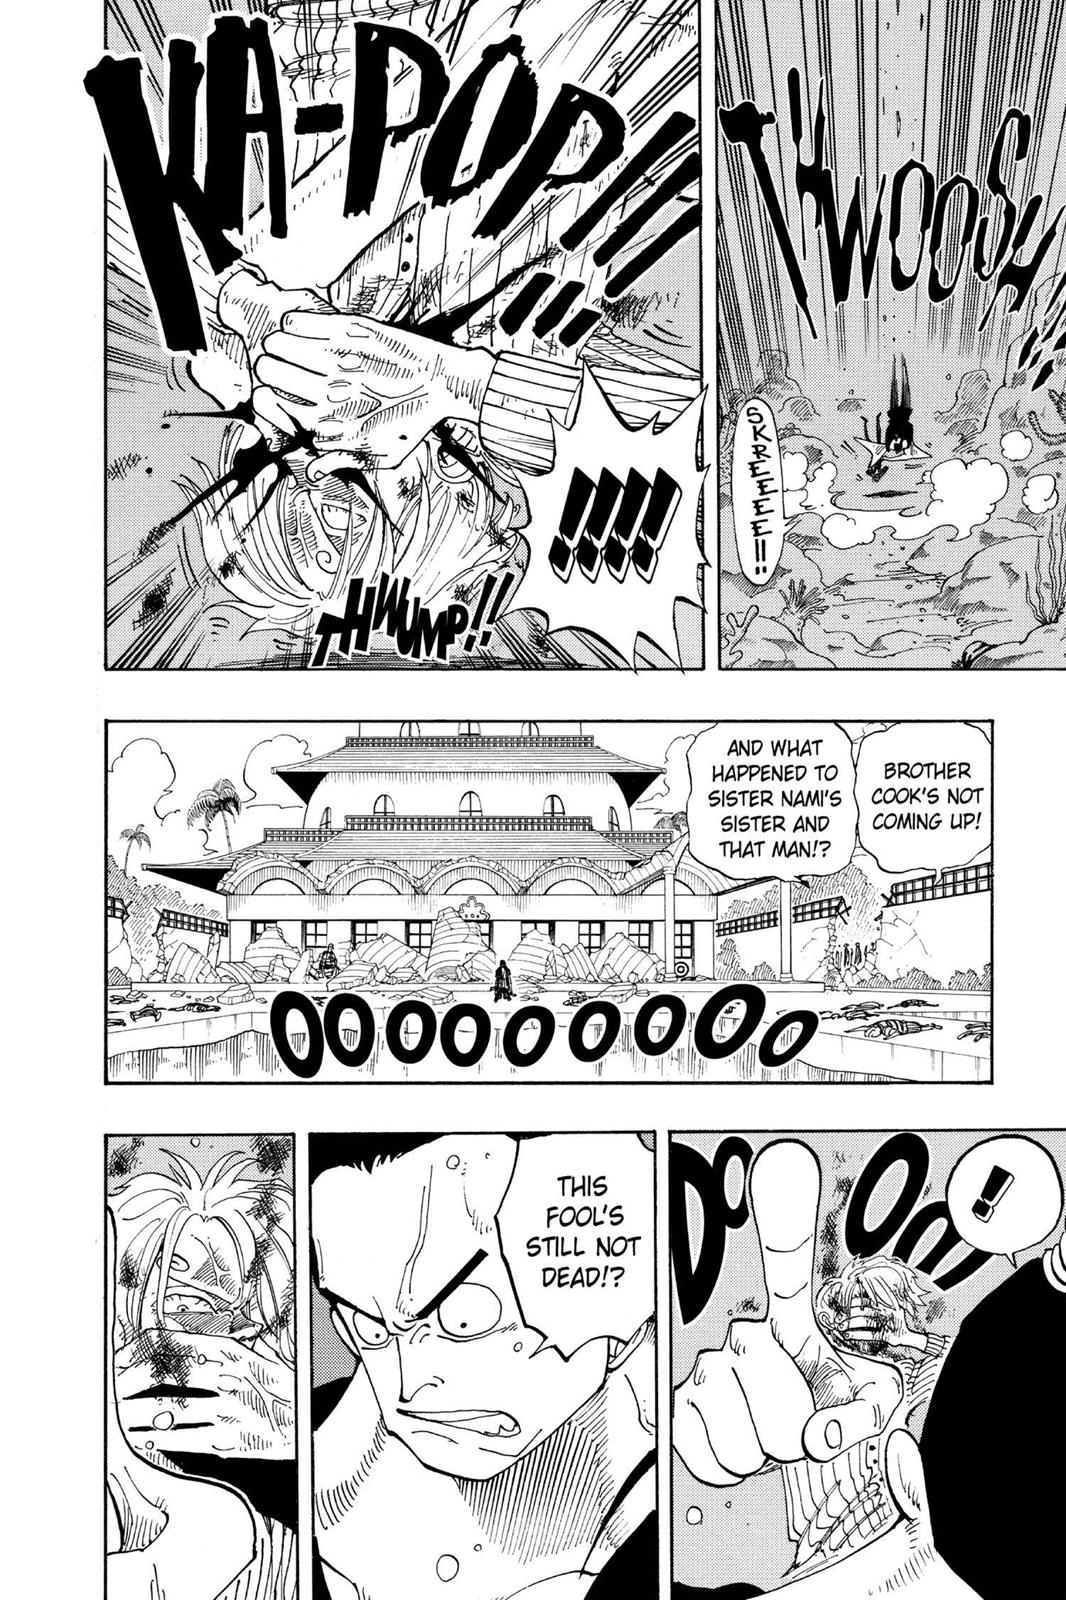 THWOOSH!!!
SKREEEE!!
KA-POP!!!
!!!!!
THWUMP!!
BROTHER
COOK'S NOT
COMING UP!
AND WHAT
HAPPENED TO
SISTER NAMI'S
SISTER AND
THAT MAN!?
OOOOOOOOO
!
DOOM
THIS
FOOL'S
STILL NOT
DEAD!?